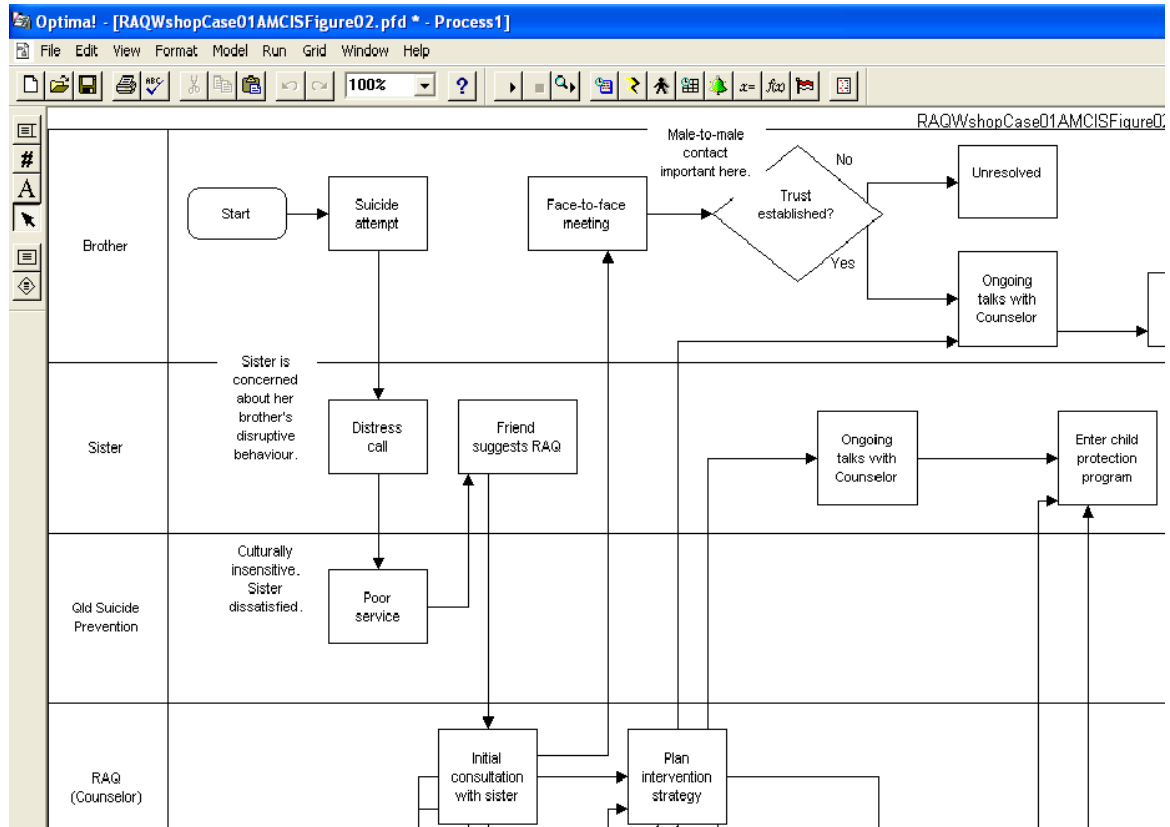 Optima! - [RAQWshopCase01AMCISFigure02.pfd * - Process1]
File Edit View Format Model Run Grid Window Help
ABC
100%
?
x=
f(x)
#
A
RAQWshopCase01AMCISFigure02
Brother
Start
Suicide
attempt
Face-to-face
meeting
Male-to-male
contact
important here.
Trust
established?
No
Yes
Unresolved
Ongoing
talks with
Counselor
Sister
Sister is
concerned
about her
brother's
disruptive
behaviour.
Distress
call
Friend
suggests RAQ
Ongoing
talks with
Counselor
Enter child
protection
program
Qld Suicide
Prevention
Culturally
insensitive.
Sister
dissatisfied.
Poor
service
RAQ
(Counselor)
Initial
consultation
with sister
Plan
intervention
strategy